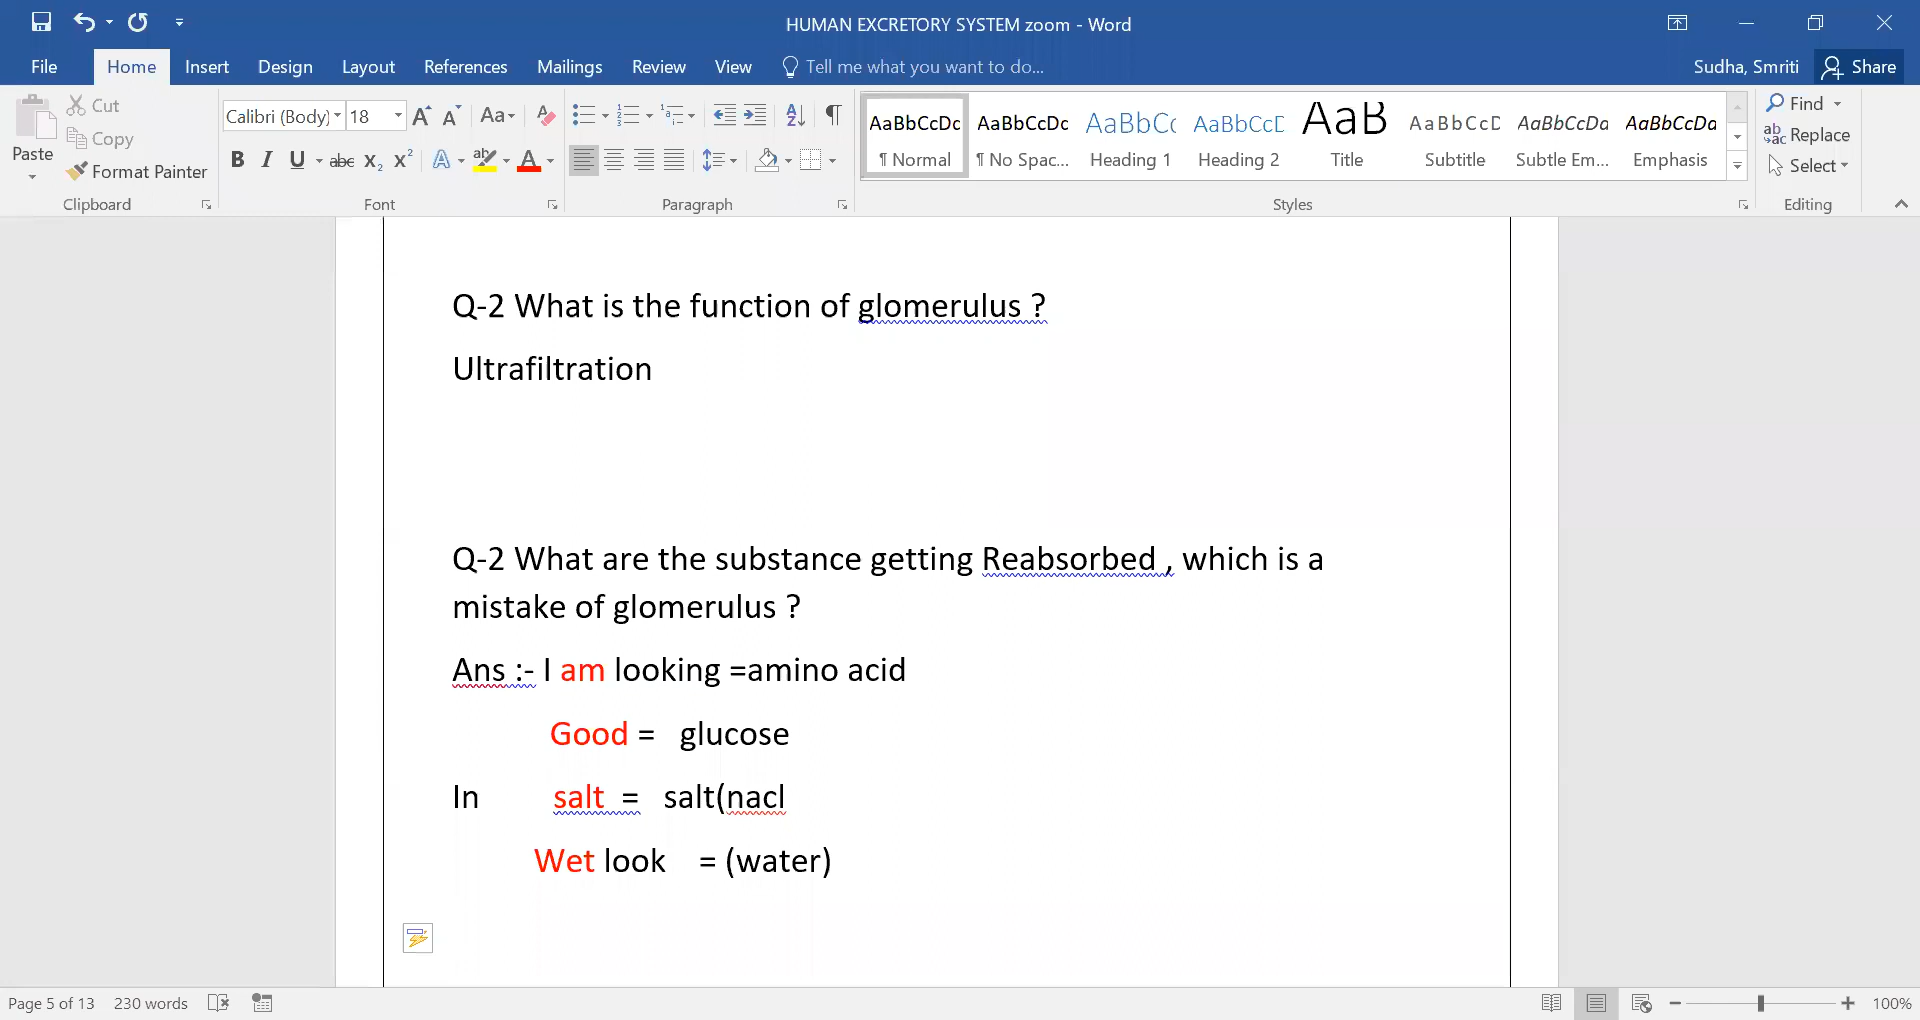 HUMAN EXCRETORY SYSTEM zoom - Word
File Home Insert Design Layout References Mailings Review View Tell me what you want to do... Sudha, Smriti Share
Paste
Cut
Copy
Format Painter
Clipboard
Calibri (Body) 18
Font
Paragraph
AaBbCcDc AaBbCcDc AaBbCc AaBbCcD AaB AaBbCcD AaBbCcDa AaBbCcDa
¶ Normal ¶ No Spac... Heading 1 Heading 2 Title Subtitle Subtle Em... Emphasis
Styles
Find
Replace
Select
Editing
Q-2 What is the function of glomerulus ?
Ultrafiltration
Q-2 What are the substance getting Reabsorbed , which is a
mistake of glomerulus ?
Ans :- I am looking =amino acid
Good = glucose
In salt = salt(nacl
Wet look = (water)
Page 5 of 13 230 words 100%